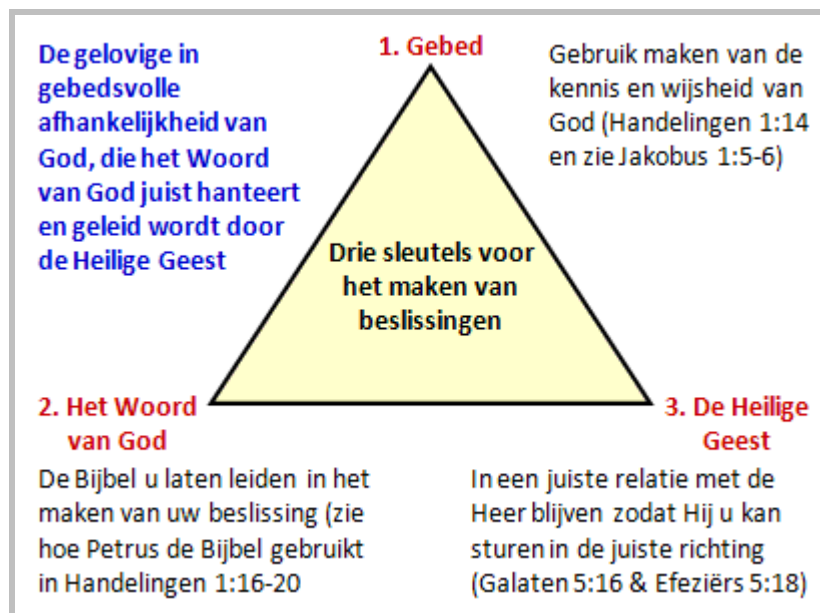 De gelovige in
gebedsvolle
afhankelijkheid van
God, die het Woord
van God juist hanteert
en geleid wordt door
de Heilige Geest
1. Gebed
Gebruik maken van de
kennis en wijsheid van
God (Handelingen 1:14
en zie Jakobus 1:5-6)
Drie sleutels voor
het maken van
beslissingen
2. Het Woord
van God
De Bijbel u laten leiden in het
maken van uw beslissing (zie
hoe Petrus de Bijbel gebruikt
in Handelingen 1:16-20
3. De Heilige
Geest
In een juiste relatie met de
Heer blijven zodat Hij u kan
sturen in de juiste richting
(Galaten 5:16 & Efeziërs 5:18)